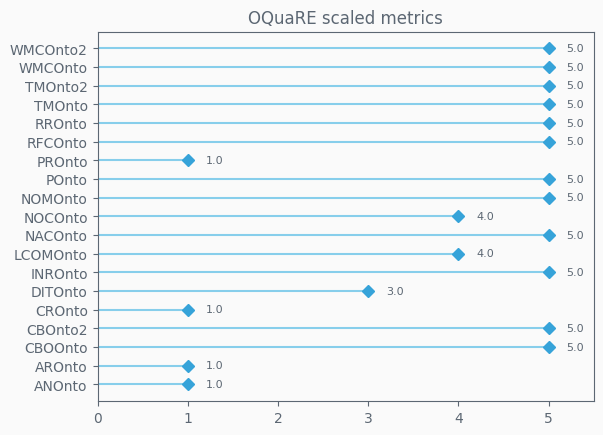 OQuaRE scaled metrics
WMCOnto2 5.0
WMCOnto 5.0
TMOnto2 5.0
TMOnto 5.0
RROnto 5.0
RFCOnto 5.0
PROnto 1.0
POnto 5.0
NOMOnto 5.0
NOCOnto 4.0
NACOnto 5.0
LCOMOnto 4.0
INROnto 5.0
DITOnto 3.0
CROnto 1.0
CBOnto2 5.0
CBOOnto 5.0
AROnto 1.0
ANOnto 1.0
0 1 2 3 4 5